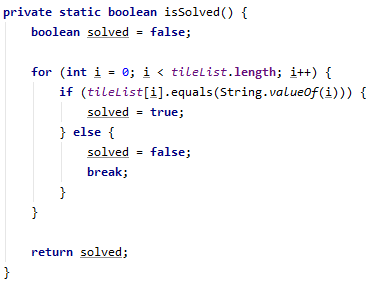 private static boolean isSolved() {
    boolean solved = false;

    for (int i = 0; i < tileList.length; i++) {
        if (tileList[i].equals(String.valueOf(i))) {
            solved = true;
        } else {
            solved = false;
            break;
        }
    }

    return solved;
}